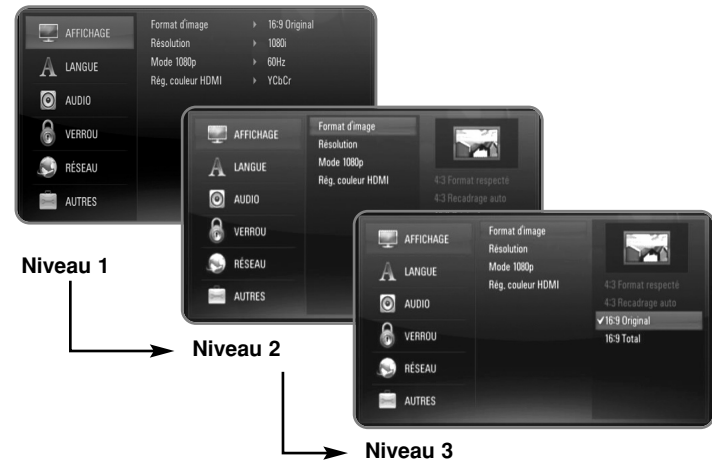 AFFICHAGE
LANGUE
AUDIO
VERROU
RÉSEAU
AUTRES
Format d'image 16:9 Original
Résolution 1080i
Mode 1080p 60Hz
Rég. couleur HDMI YCbCr
Niveau 1
AFFICHAGE
LANGUE
AUDIO
VERROU
RÉSEAU
AUTRES
Format d'image
Résolution
Mode 1080p
Rég. couleur HDMI
4:3 Format respecté
4:3 Recadrage auto
Niveau 2
AFFICHAGE
LANGUE
AUDIO
VERROU
RÉSEAU
AUTRES
Format d'image
Résolution
Mode 1080p
Rég. couleur HDMI
4:3 Format respecté
4:3 Recadrage auto
✓16:9 Original
16:9 Total
Niveau 3